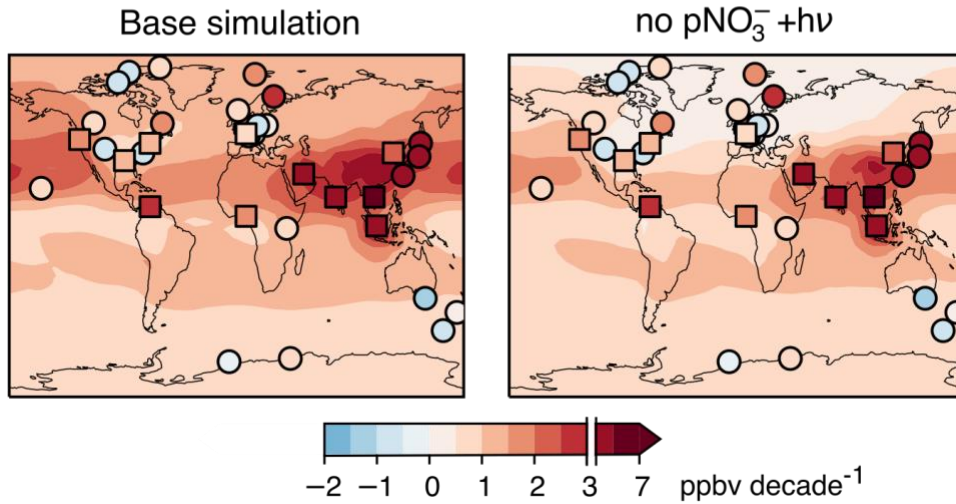 Base simulation
no pNO₃⁻ +hν
−2 −1 0 1 2 3 7 ppbv decade⁻¹